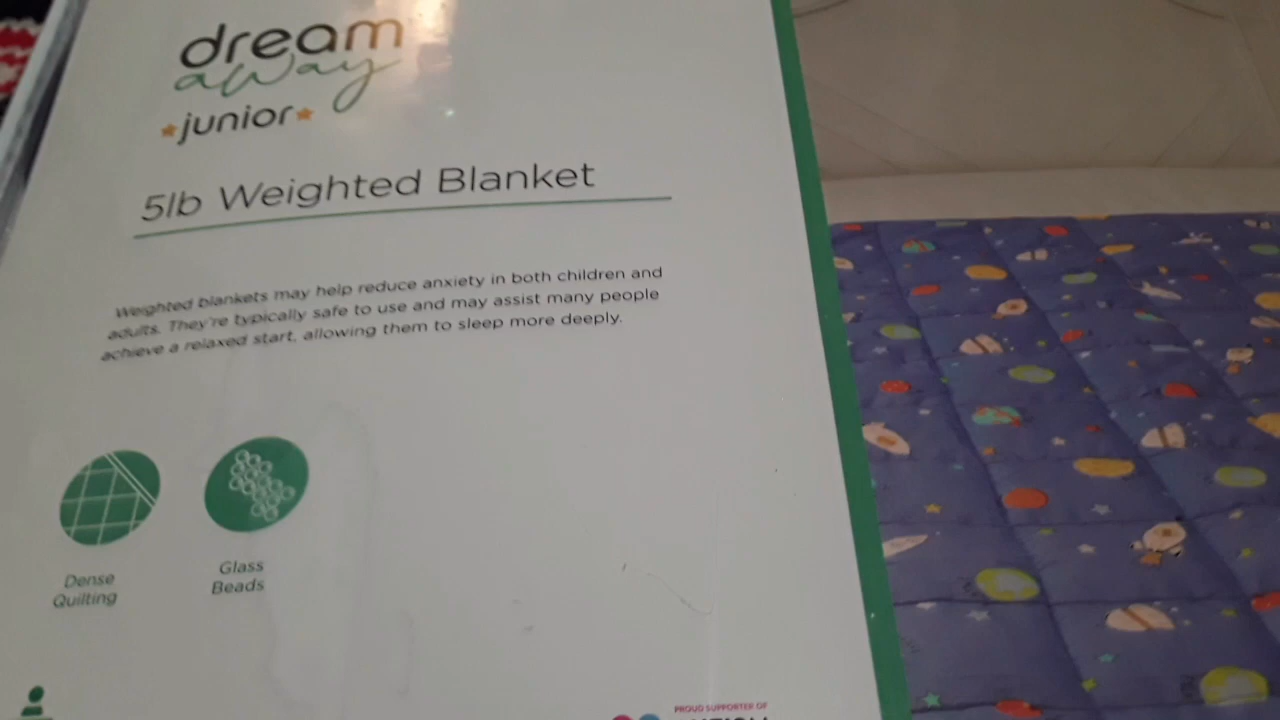 dream
away
junior
5lb Weighted Blanket
Weighted blankets may help reduce anxiety in both children and
adults. They're typically safe to use and may assist many people
achieve a relaxed start, allowing them to sleep more deeply.
Dense
Quilting
Glass
Beads
PROUD SUPPORTER OF